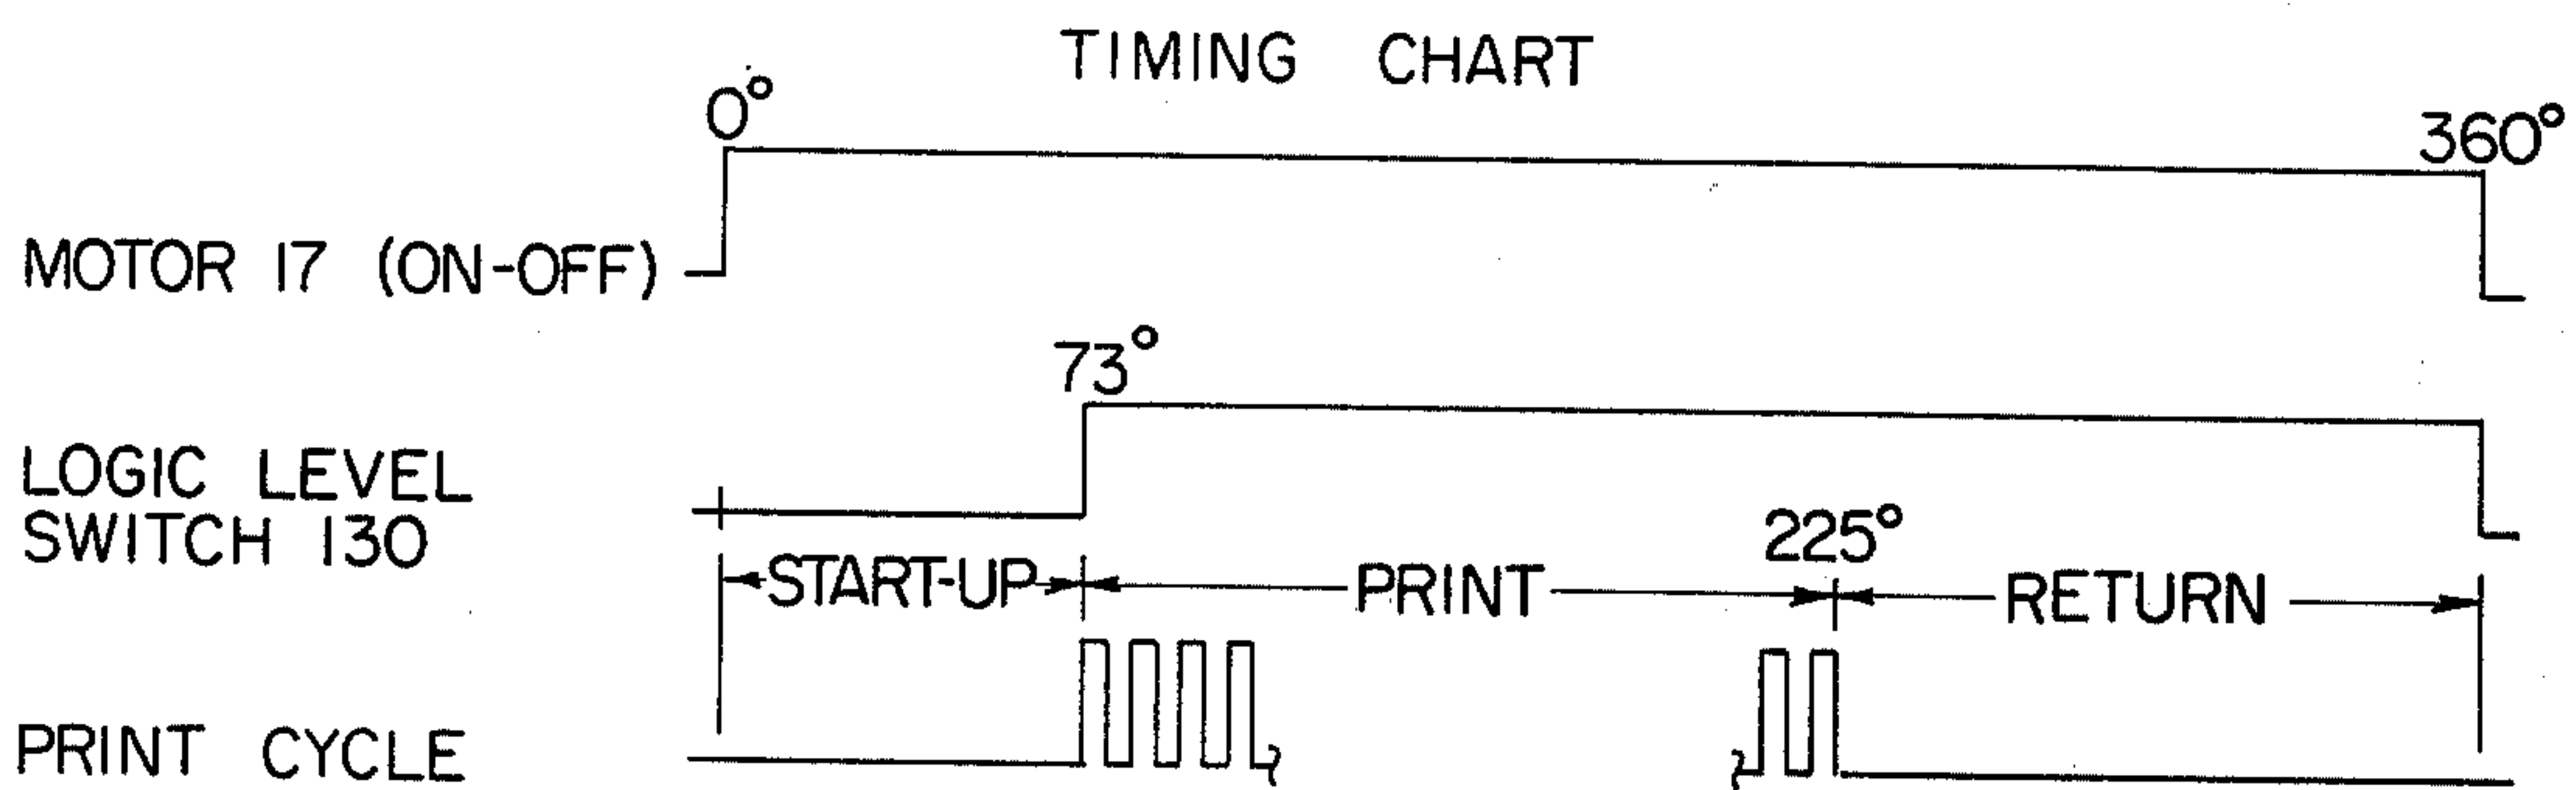 TIMING CHART
0°
360°
MOTOR 17 (ON-OFF)
73°
LOGIC LEVEL
SWITCH 130
225°
START-UP
PRINT
RETURN
PRINT CYCLE